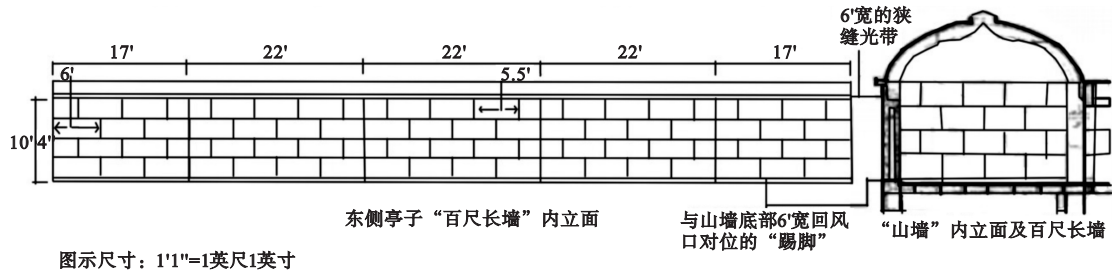 6'宽的狭
缝光带
17' 22' 22' 22' 17'
6' 5.5'
10'4'
东侧亭子“百尺长墙”内立面
与山墙底部6'宽回风
口对位的“踢脚”
“山墙”内立面及百尺长墙
图示尺寸：1'1"=1英尺1英寸